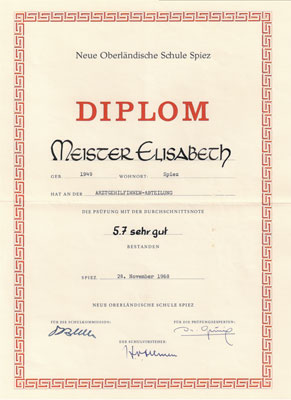 Neue Oberländische Schule Spiez
DIPLOM
MEISTER ELISABETH
GEB 1949 WOHNORT: Spiez
HAT AN DER ARZTGEHILFINNEN-ABTEILUNG
DIE PRÜFUNG MIT DER DURCHSCHNITTSNOTE
5.7 sehr gut
BESTANDEN
SPIEZ, 26. November 1968
NEUE OBERLÄNDISCHE SCHULE SPIEZ
FÜR DIE SCHULKOMMISSION: FÜR DIE PRÜFUNGSEXPERTEN:
DER SCHULVORSTEHER: